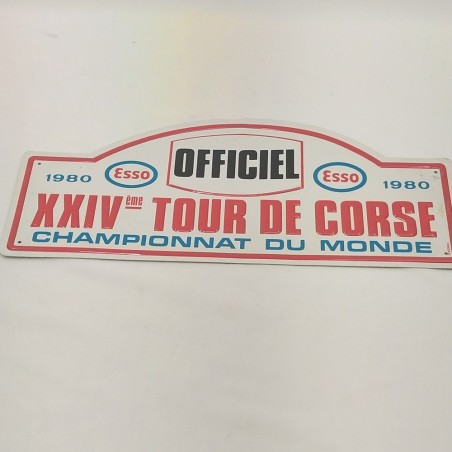 OFFICIEL
1980 Esso Esso 1980
XXIVème TOUR DE CORSE
CHAMPIONNAT DU MONDE